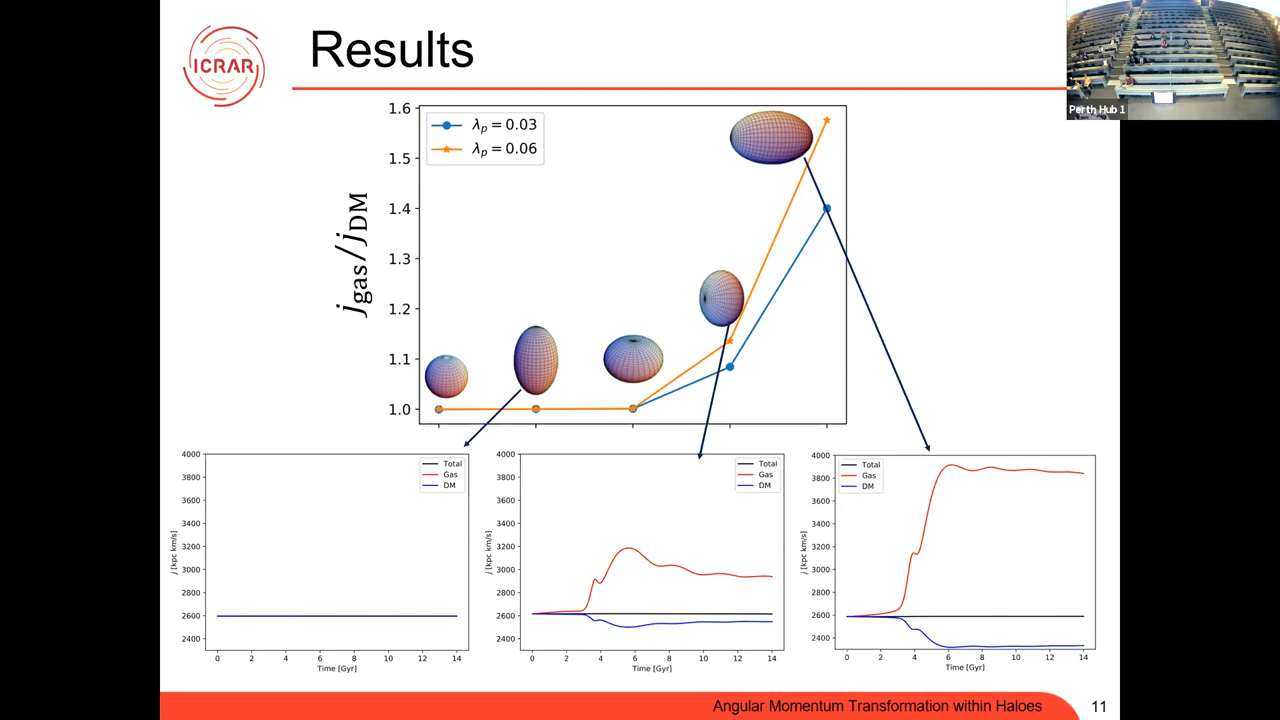 ICRAR
Results
Perth Hub 1
1.6
1.5
1.4
1.3
1.2
1.1
1.0
j_gas/j_DM
λ_p = 0.03
λ_p = 0.06
4000
3800
3600
3400
3200
3000
2800
2600
2400
j [kpc km/s]
Total
Gas
DM
0 2 4 6 8 10 12 14
Time [Gyr]
4000
3800
3600
3400
3200
3000
2800
2600
2400
j [kpc km/s]
Total
Gas
DM
0 2 4 6 8 10 12 14
Time [Gyr]
4000
3800
3600
3400
3200
3000
2800
2600
2400
j [kpc km/s]
Total
Gas
DM
0 2 4 6 8 10 12 14
Time [Gyr]
Angular Momentum Transformation within Haloes 11